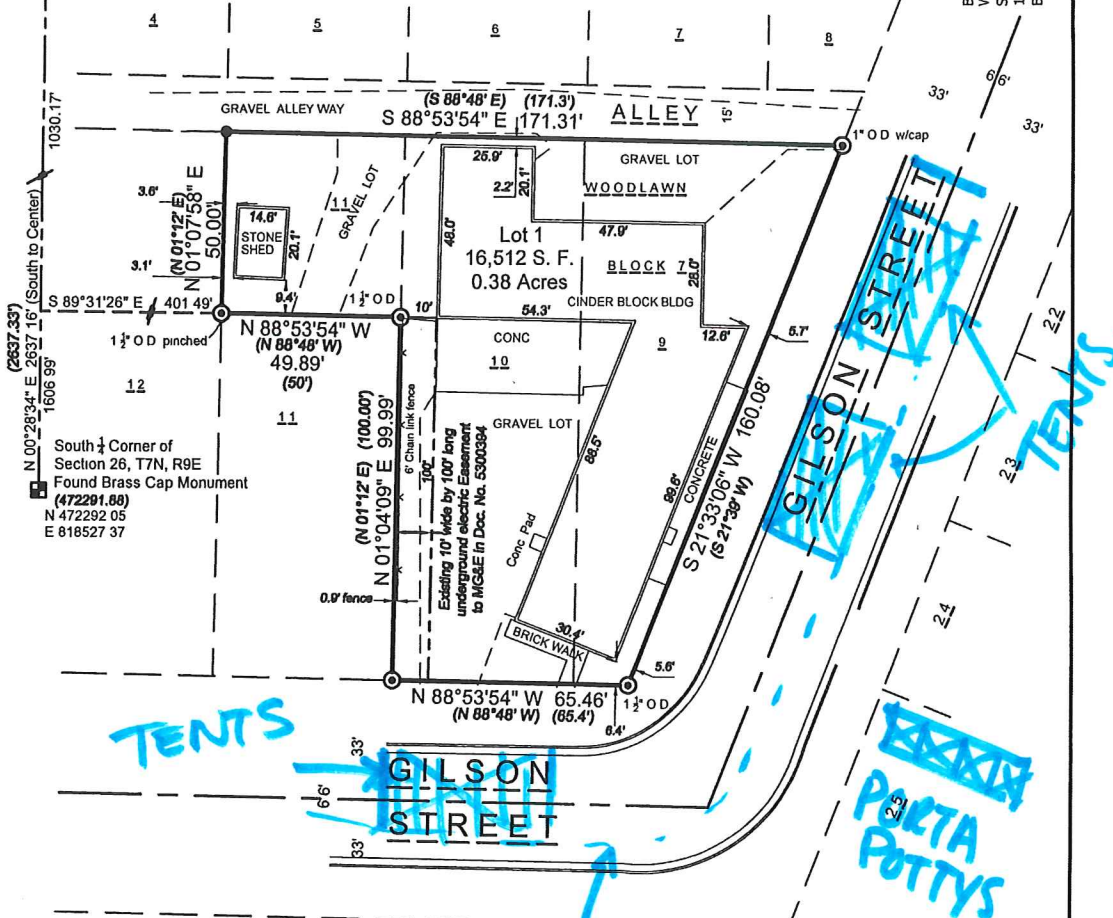 4
5
6
7
8
33'
66'
33'
GRAVEL ALLEY WAY
(S 88°48' E) (171.3')
S 88°53'54" E 171.31'
ALLEY
15'
1" O D w/cap
1030.17'
3.6'
(N 01°12' E)
N 01°07'58" E
50.00'
3.1'
14.6'
STONE
SHED
20.1'
9.4'
11
GRAVEL LOT
25.9'
2.2'
20.1'
GRAVEL LOT
WOODLAWN
48.0'
Lot 1
16,512 S. F.
0.38 Acres
47.9'
BLOCK 7
28.0'
CINDER BLOCK BLDG
54.3'
12.6'
9
5.7'
S 89°31'26" E 401 49'
1 1/2" O D pinched
1 1/2" O D
10'
N 88°53'54" W
(N 88°48' W)
49.89'
(50')
CONC
10
12
11
(2637.33')
N 00°28'34" E 2637 16' (South to Center)
1606 99'
South 1/4 Corner of
Section 26, T7N, R9E
Found Brass Cap Monument
(472291.88)
N 472292 05
E 818527 37
(N 01°12' E) (100.00')
N 01°04'09" E 99.99'
6' Chain link fence
100'
Existing 10' wide by 100' long
underground electric Easement
to MG&E in Doc. No. 5300394
0.9' fence
GRAVEL LOT
68.5'
Conc Pad
99.6'
CONCRETE
S 21°33'06" W 160.08'
(S 21°39' W)
30.4'
BRICK WALK
5.6'
N 88°53'54" W 65.46'
(N 88°48' W) (65.4')
1 1/2" O D
6.4'
GILSON STREET
TENTS
22
23
24
25
PORTA
POTTYS
TENTS
33'
66'
33'
GILSON
STREET